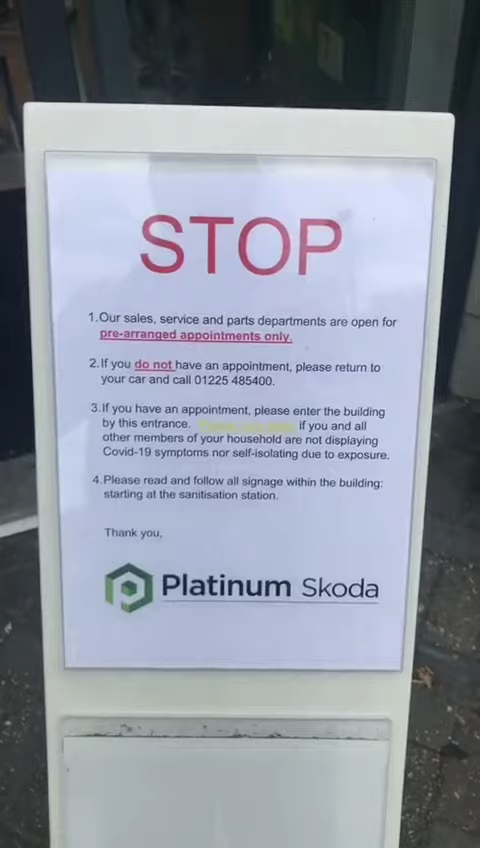 STOP
1.Our sales, service and parts departments are open for
pre-arranged appointments only.
2.If you do not have an appointment, please return to
your car and call 01225 485400.
3.If you have an appointment, please enter the building
by this entrance. if you and all
other members of your household are not displaying
Covid-19 symptoms nor self-isolating due to exposure.
4.Please read and follow all signage within the building:
starting at the sanitisation station.
Thank you,
Platinum Skoda